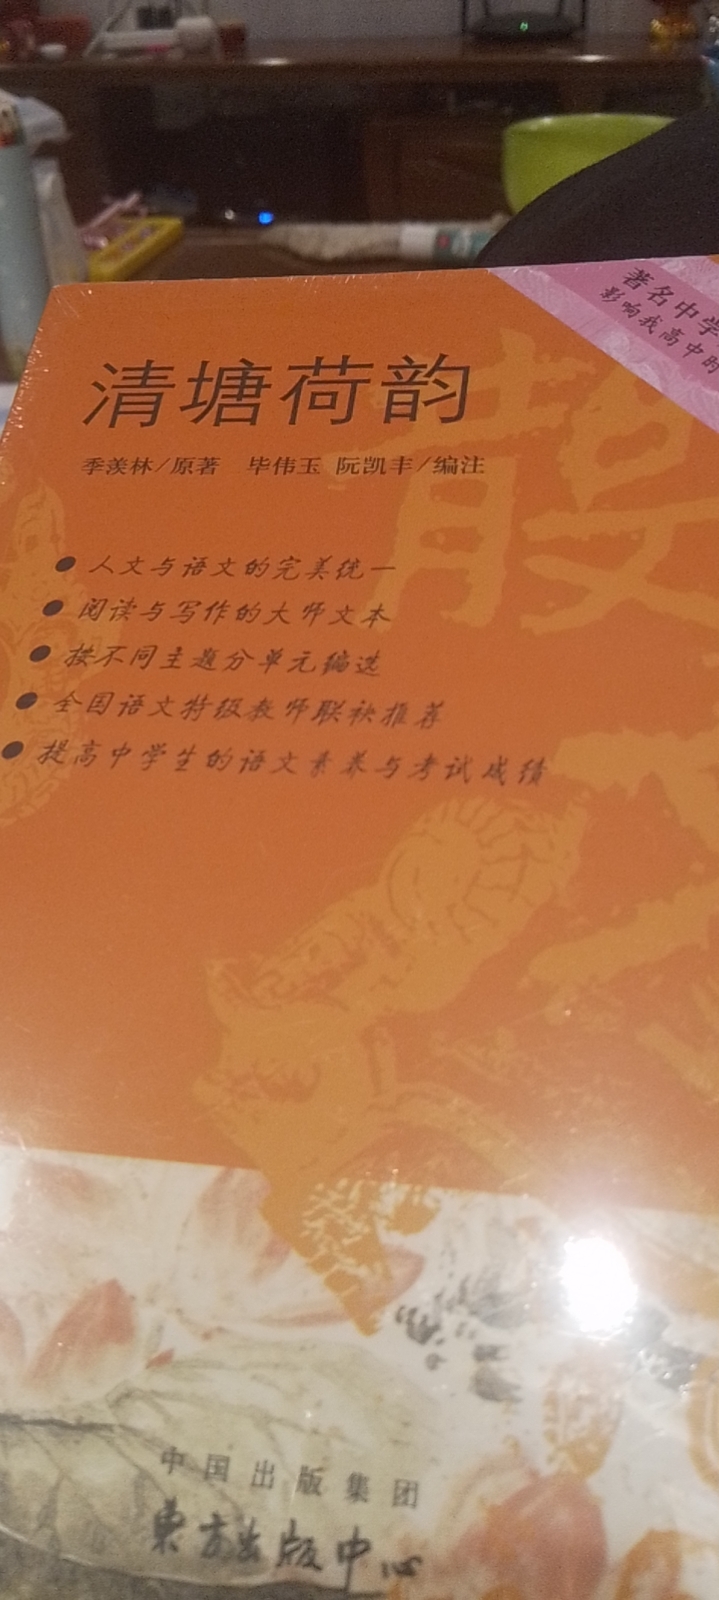 著名中学
影响我高中时
清塘荷韵
季羡林/原著 毕伟玉 阮凯丰/编注
散
● 人文与语文的完美统一
● 阅读与写作的大师文本
● 按不同主题分单元编选
● 全国语文特级教师联袂推荐
● 提高中学生的语文素养与考试成绩
中国出版集团
东方出版中心